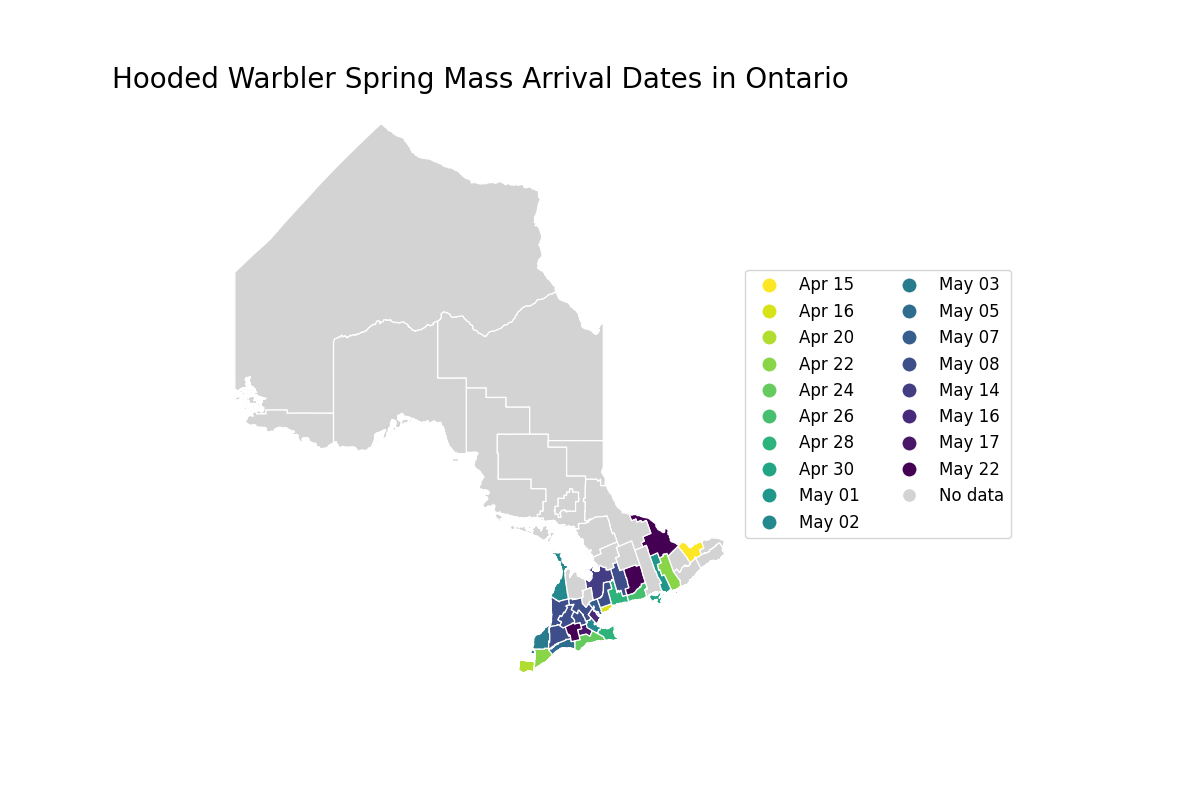 Hooded Warbler Spring Mass Arrival Dates in Ontario
Apr 15
Apr 16
Apr 20
Apr 22
Apr 24
Apr 26
Apr 28
Apr 30
May 01
May 02
May 03
May 05
May 07
May 08
May 14
May 16
May 17
May 22
No data